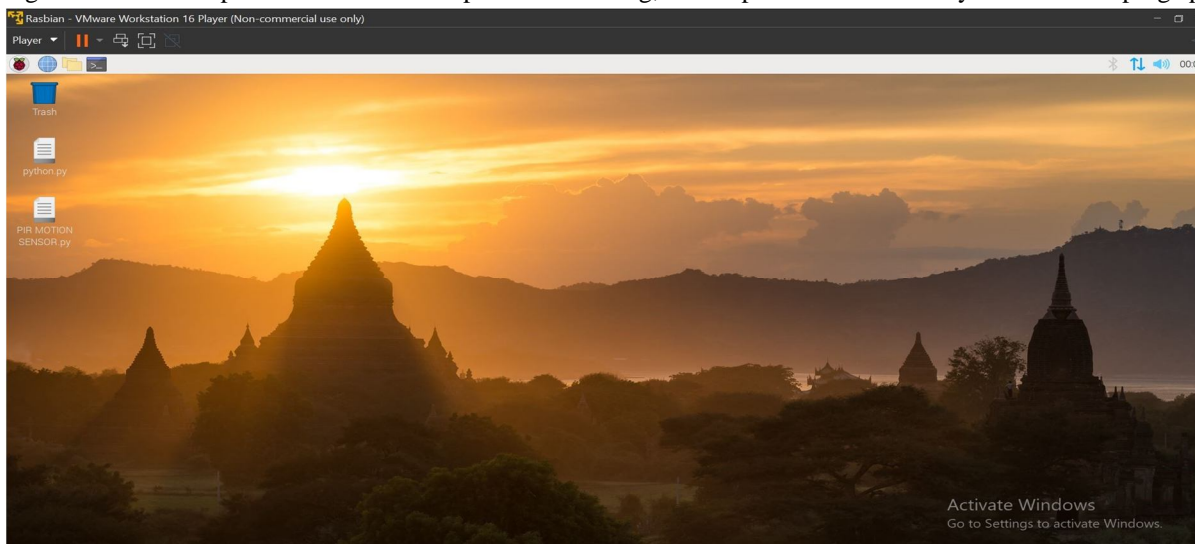 Rasbian - VMware Workstation 16 Player (Non-commercial use only)
Player
Trash
python.py
PIR MOTION
SENSOR.py
Activate Windows
Go to Settings to activate Windows.